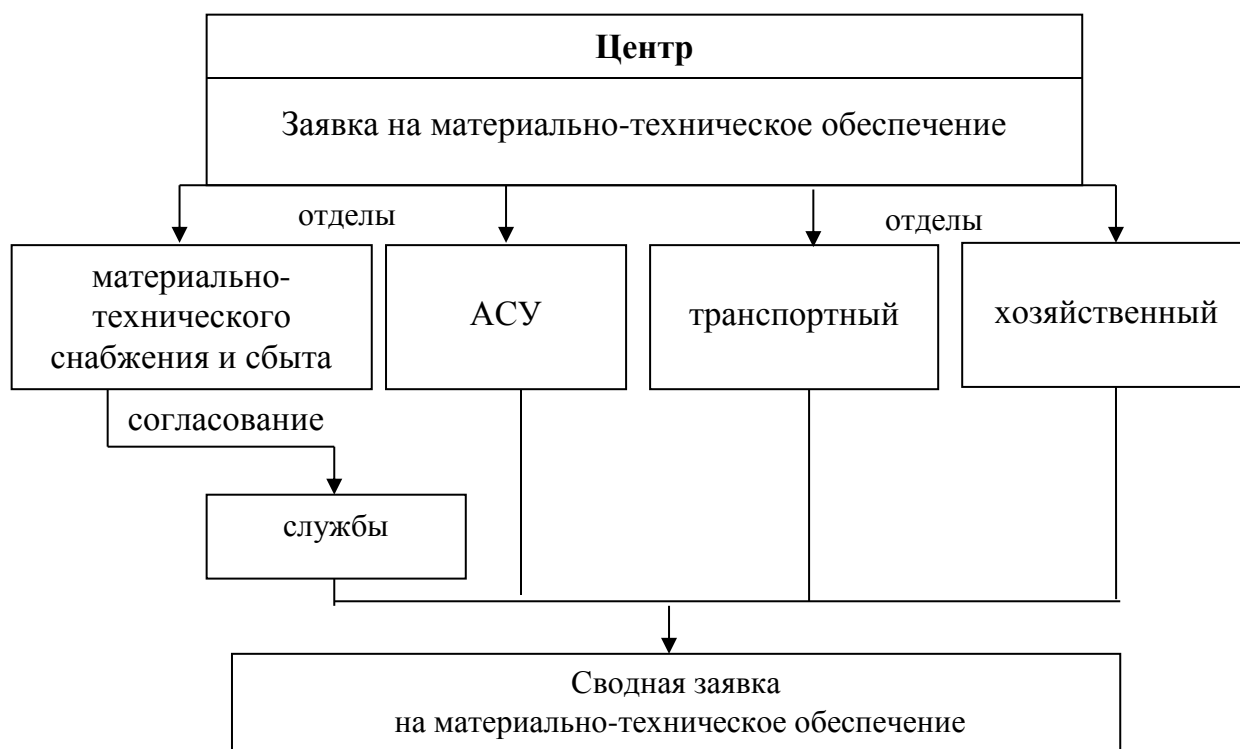 Центр
Заявка на материально-техническое обеспечение
отделы
отделы
материально-
технического
снабжения и сбыта
АСУ
транспортный
хозяйственный
согласование
службы
Сводная заявка
на материально-техническое обеспечение